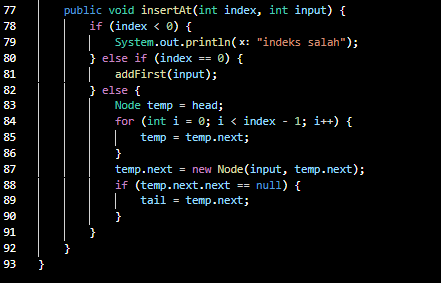 77 public void insertAt(int index, int input) {
78 if (index < 0) {
79 System.out.println(x: "indeks salah");
80 } else if (index == 0) {
81 addFirst(input);
82 } else {
83 Node temp = head;
84 for (int i = 0; i < index - 1; i++) {
85 temp = temp.next;
86 }
87 temp.next = new Node(input, temp.next);
88 if (temp.next.next == null) {
89 tail = temp.next;
90 }
91 }
92 }
93 }